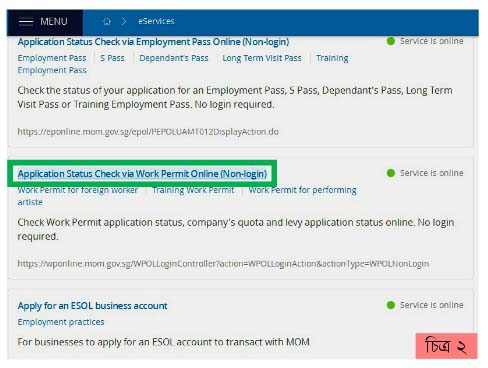 MENU > eServices
Application Status Check via Employment Pass Online (Non-login) Service is online
Employment Pass | S Pass | Dependant's Pass | Long Term Visit Pass | Training
Employment Pass
Check the status of your application for an Employment Pass, S Pass, Dependant's Pass, Long Term
Visit Pass or Training Employment Pass. No login required.
https://eponline.mom.gov.sg/epol/PEPOLUAMT012DisplayAction.do
Application Status Check via Work Permit Online (Non-login) Service is online
Work Permit for foreign worker | Training Work Permit | Work Permit for performing
artiste
Check Work Permit application status, company's quota and levy application status online. No login
required.
https://wponline.mom.gov.sg/WPOLLoginController?action=WPOLLoginAction&actionType=WPOLNonLogin
Apply for an ESOL business account Service is online
Employment practices
For businesses to apply for an ESOL account to transact with MOM
চিত্র ২